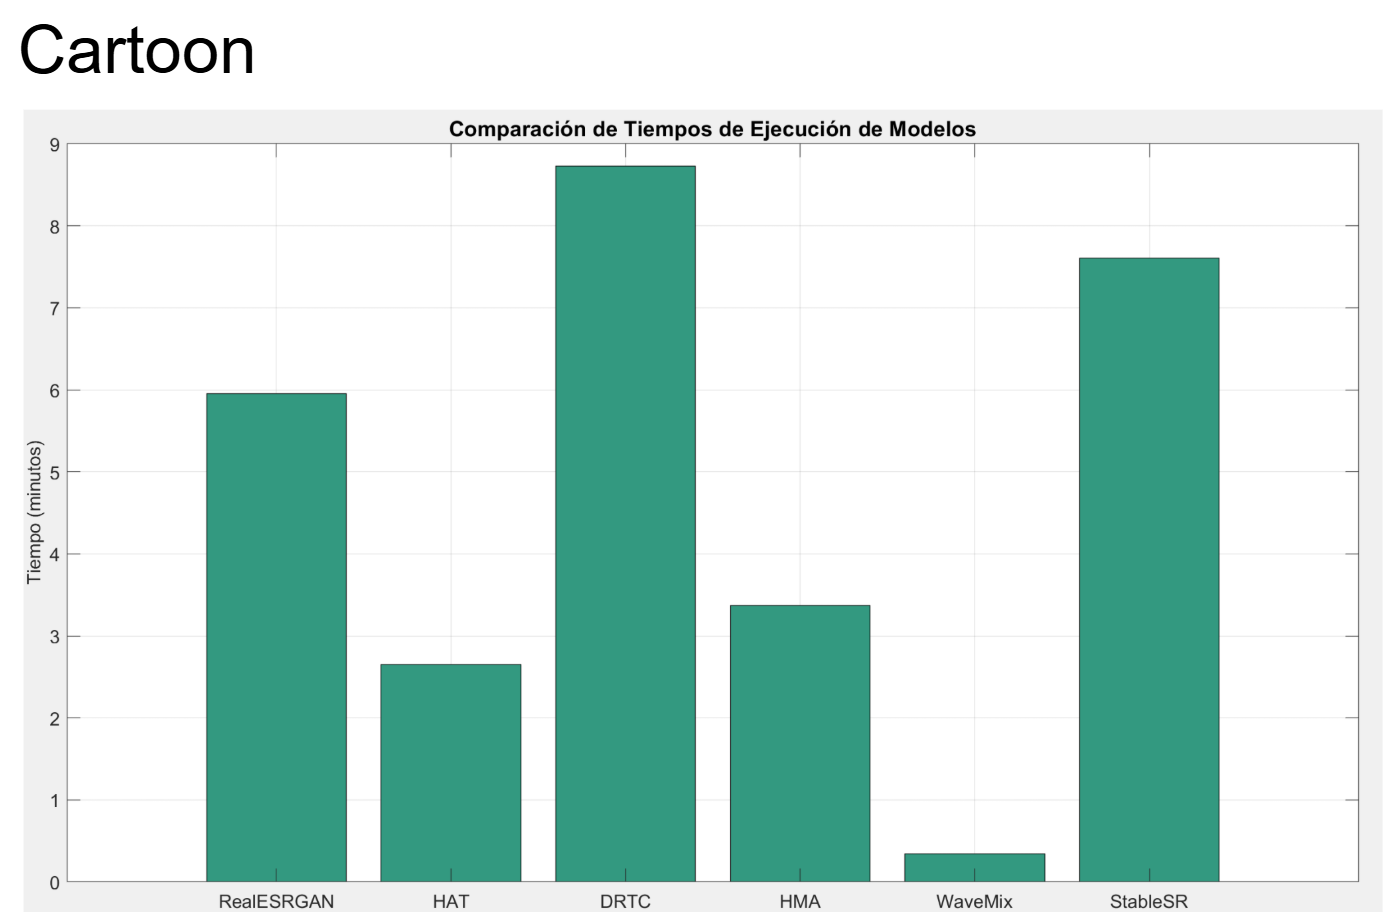 Cartoon
Comparación de Tiempos de Ejecución de Modelos
9
8
7
6
5
4
3
2
1
0
Tiempo (minutos)
RealESRGAN HAT DRTC HMA WaveMix StableSR